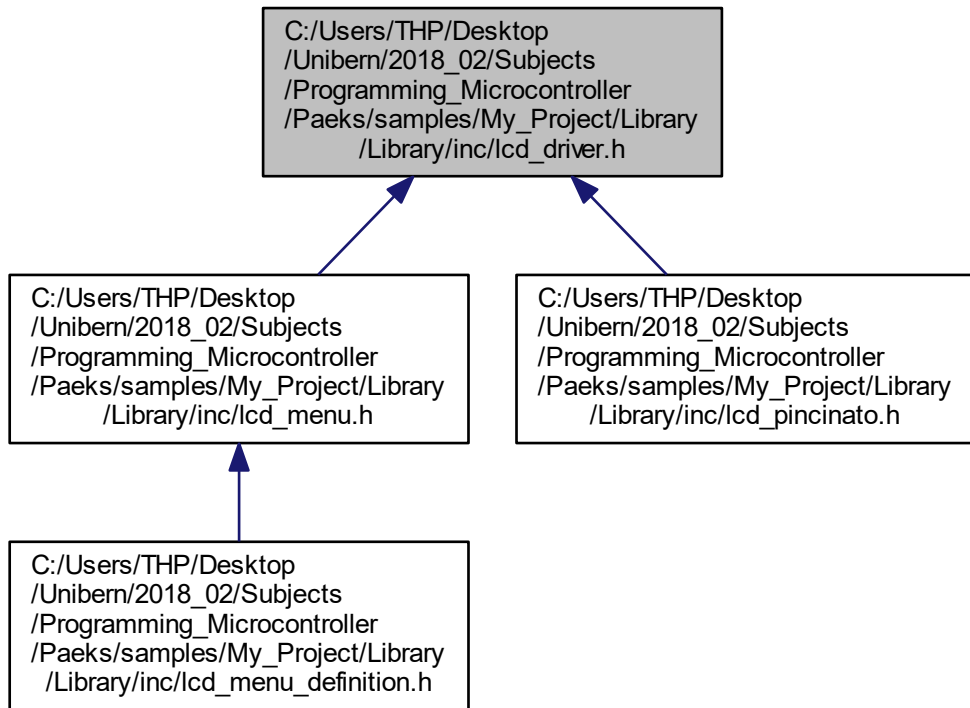 C:/Users/THP/Desktop
/Unibern/2018_02/Subjects
/Programming_Microcontroller
/Paeks/samples/My_Project/Library
/Library/inc/lcd_driver.h
C:/Users/THP/Desktop
/Unibern/2018_02/Subjects
/Programming_Microcontroller
/Paeks/samples/My_Project/Library
/Library/inc/lcd_menu.h
C:/Users/THP/Desktop
/Unibern/2018_02/Subjects
/Programming_Microcontroller
/Paeks/samples/My_Project/Library
/Library/inc/lcd_pincinato.h
C:/Users/THP/Desktop
/Unibern/2018_02/Subjects
/Programming_Microcontroller
/Paeks/samples/My_Project/Library
/Library/inc/lcd_menu_definition.h